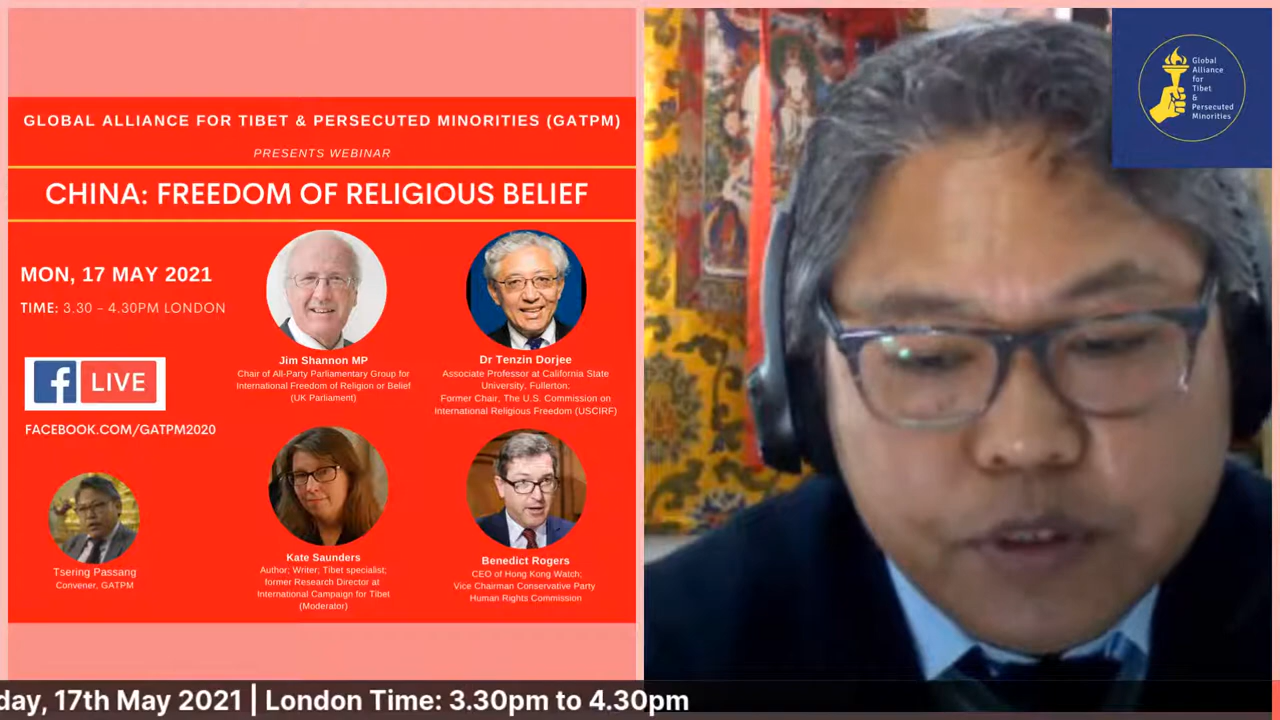 GLOBAL ALLIANCE FOR TIBET & PERSECUTED MINORITIES (GATPM)
PRESENTS WEBINAR
CHINA: FREEDOM OF RELIGIOUS BELIEF
MON, 17 MAY 2021
TIME: 3.30 – 4.30PM LONDON
f LIVE
FACEBOOK.COM/GATPM2020
Jim Shannon MP
Chair of All-Party Parliamentary Group for
International Freedom of Religion or Belief
(UK Parliament)
Dr Tenzin Dorjee
Associate Professor at California State
University, Fullerton;
Former Chair, The U.S. Commission on
International Religious Freedom (USCIRF)
Tsering Passang
Convener, GATPM
Kate Saunders
Author; Writer; Tibet specialist;
former Research Director at
International Campaign for Tibet
(Moderator)
Benedict Rogers
CEO of Hong Kong Watch;
Vice Chairman Conservative Party
Human Rights Commission
Global
Alliance
for
Tibet
&
Persecuted
Minorities
day, 17th May 2021 | London Time: 3.30pm to 4.30pm